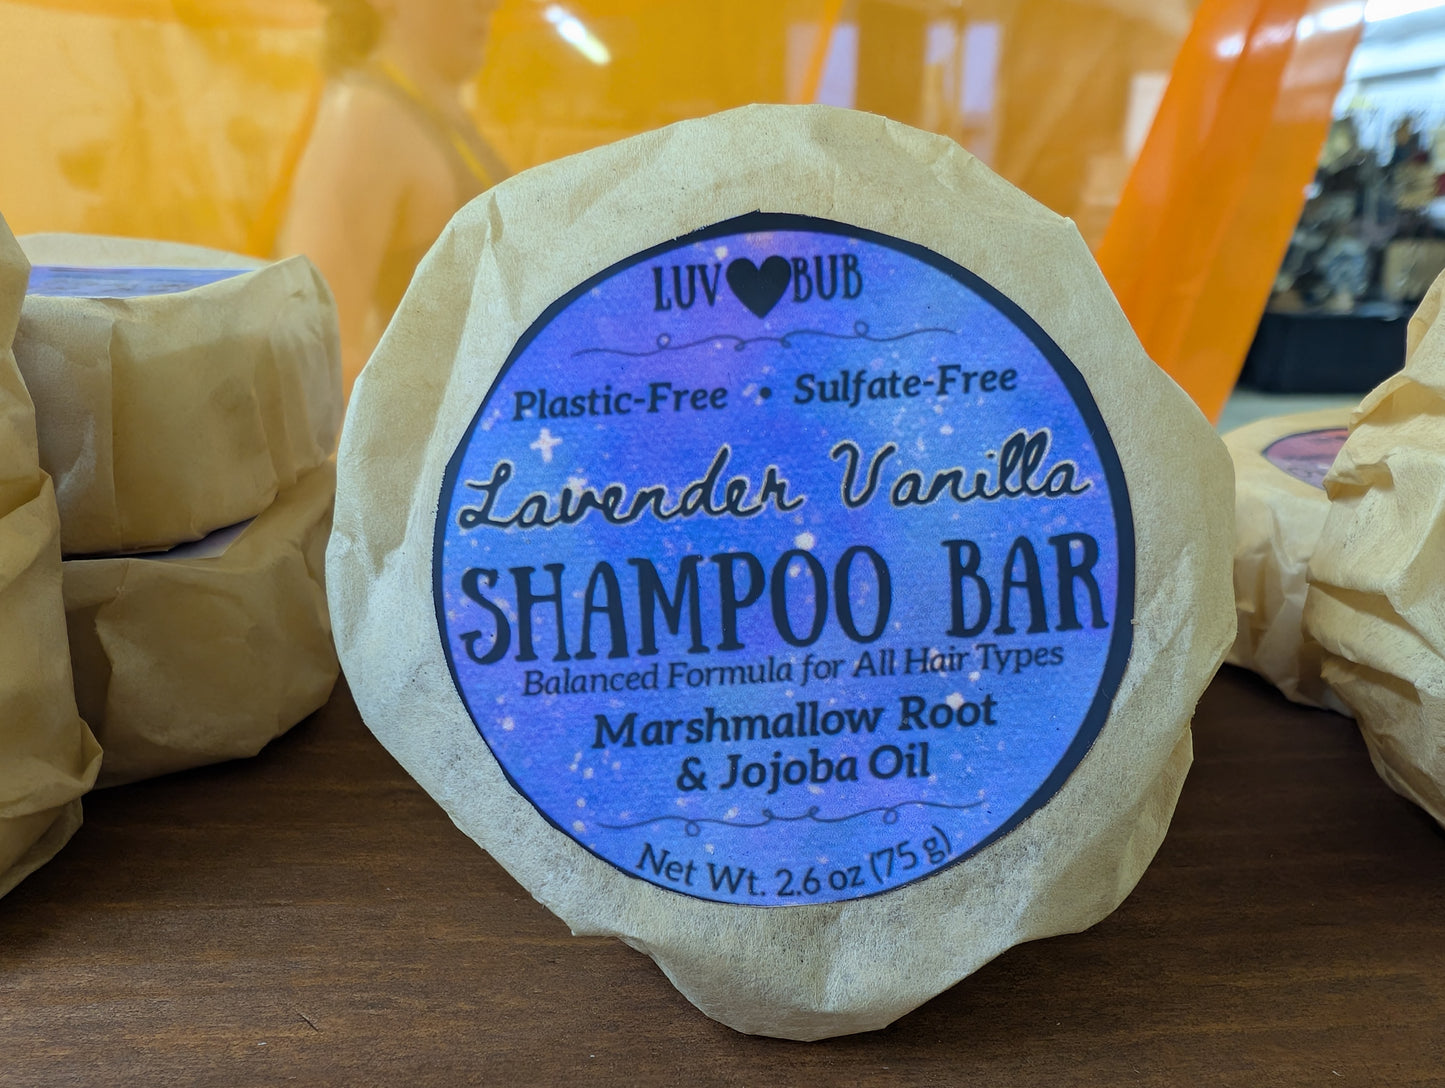 LUV BUB
Plastic-Free • Sulfate-Free
Lavender Vanilla
SHAMPOO BAR
Balanced Formula for All Hair Types
Marshmallow Root
& Jojoba Oil
Net Wt. 2.6 oz (75 g)